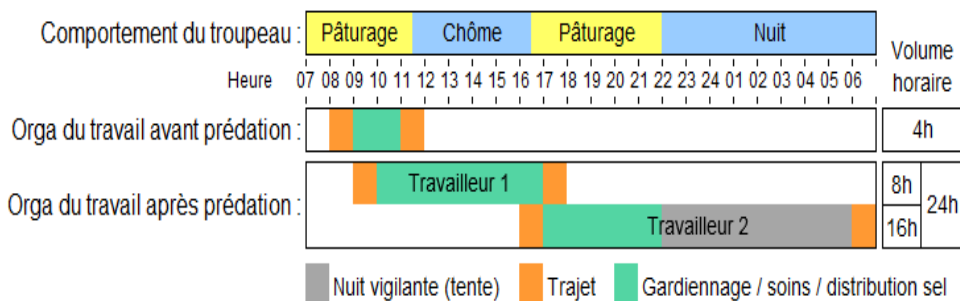 Comportement du troupeau : Pâturage Chôme Pâturage Nuit
Volume horaire
Heure 07 08 09 10 11 12 13 14 15 16 17 18 19 20 21 22 23 24 01 02 03 04 05 06
Orga du travail avant prédation : 4h
Orga du travail après prédation :
Travailleur 1 8h
24h
Travailleur 2 16h
Nuit vigilante (tente) Trajet Gardiennage / soins / distribution sel